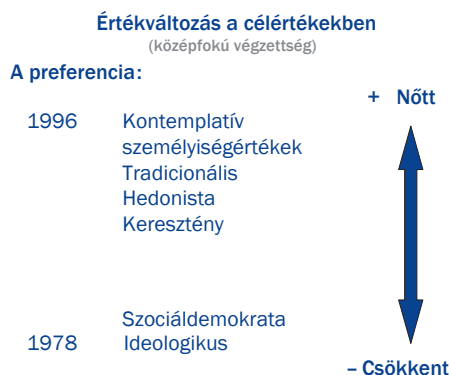 Értékváltozás a célértékekben
(középfokú végzettség)
A preferencia:
+ Nőtt
1996 Kontemplatív
személyiségértékek
Tradicionális
Hedonista
Keresztény
Szociáldemokrata
1978 Ideologikus
– Csökkent